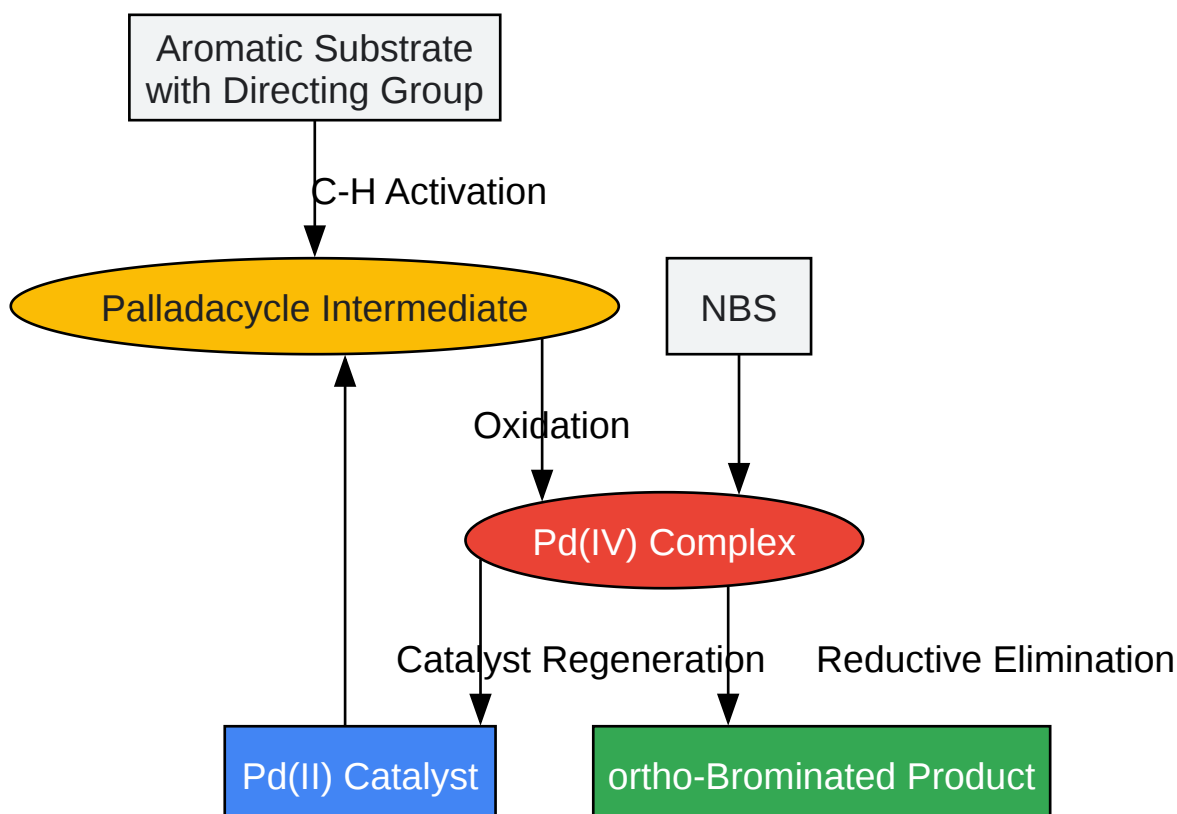 Aromatic Substrate
with Directing Group
C-H Activation
Palladacycle Intermediate
NBS
Oxidation
Pd(IV) Complex
Catalyst Regeneration
Reductive Elimination
Pd(II) Catalyst
ortho-Brominated Product